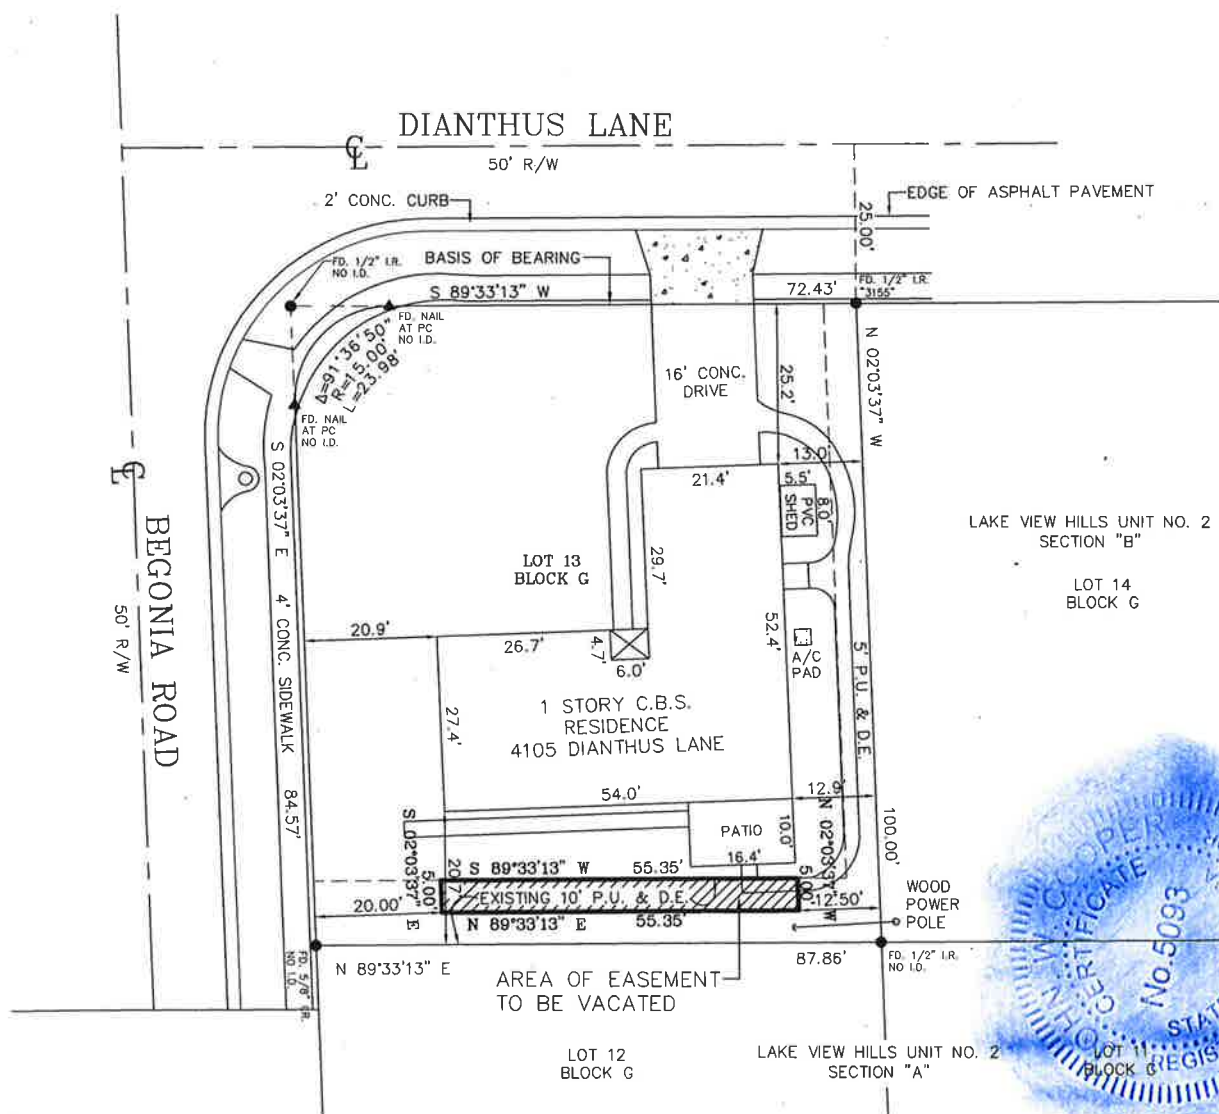 DIANTHUS LANE
℄
50' R/W
2' CONC. CURB
EDGE OF ASPHALT PAVEMENT
25.00'
FD. 1/2" I.R.
NO I.D.
BASIS OF BEARING
S 89°33'13" W
72.43'
FD. 1/2" I.R.
"3155"
FD. NAIL
AT PC
NO I.D.
Δ=91°36'50"
R=15.00'
L=23.98'
FD. NAIL
AT PC
NO I.D.
16' CONC.
DRIVE
25.2'
N 02°03'37" W
℄
BEGONIA ROAD
50' R/W
S 02°03'37" E
4' CONC. SIDEWALK
84.57'
13.0'
21.4'
5.5'
8.0'
PVC
SHED
LAKE VIEW HILLS UNIT NO. 2
SECTION "B"
LOT 14
BLOCK G
LOT 13
BLOCK G
29.7'
52.4'
20.9'
26.7'
4.7'
6.0'
A/C
PAD
5' P.U. & D.E.
1 STORY C.B.S.
RESIDENCE
4105 DIANTHUS LANE
27.4'
54.0'
12.9'
N 02°03'37" W
100.00'
PATIO
10.0'
16.4'
S 02°03'37" E
5.00'
20.7'
S 89°33'13" W 55.35'
5.00'
EXISTING 10' P.U. & D.E.
20.00'
12.50'
N 89°33'13" E 55.35'
WOOD
POWER
POLE
FD. 5/8" I.R.
NO I.D.
N 89°33'13" E
87.86'
FD. 1/2" I.R.
NO I.D.
AREA OF EASEMENT
TO BE VACATED
LOT 12
BLOCK G
LAKE VIEW HILLS UNIT NO. 2
SECTION "A"
LOT 11
BLOCK G
OHN W. COOPER
CERTIFICATE
No.5093
STAT
REGIS